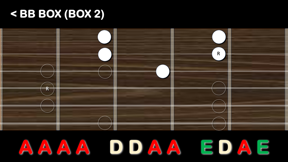 < BB BOX (BOX 2)
R
R
AAAA DDAA EDAE